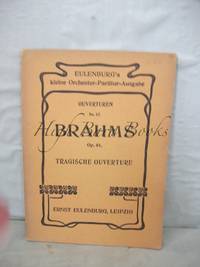 EULENBURG's
kleine Orchester-Partitur-Ausgabe
OUVERTUREN
BRAHMS
Op. 81.
TRAGISCHE OUVERTURE
ERNST EULENBURG, LEIPZIG